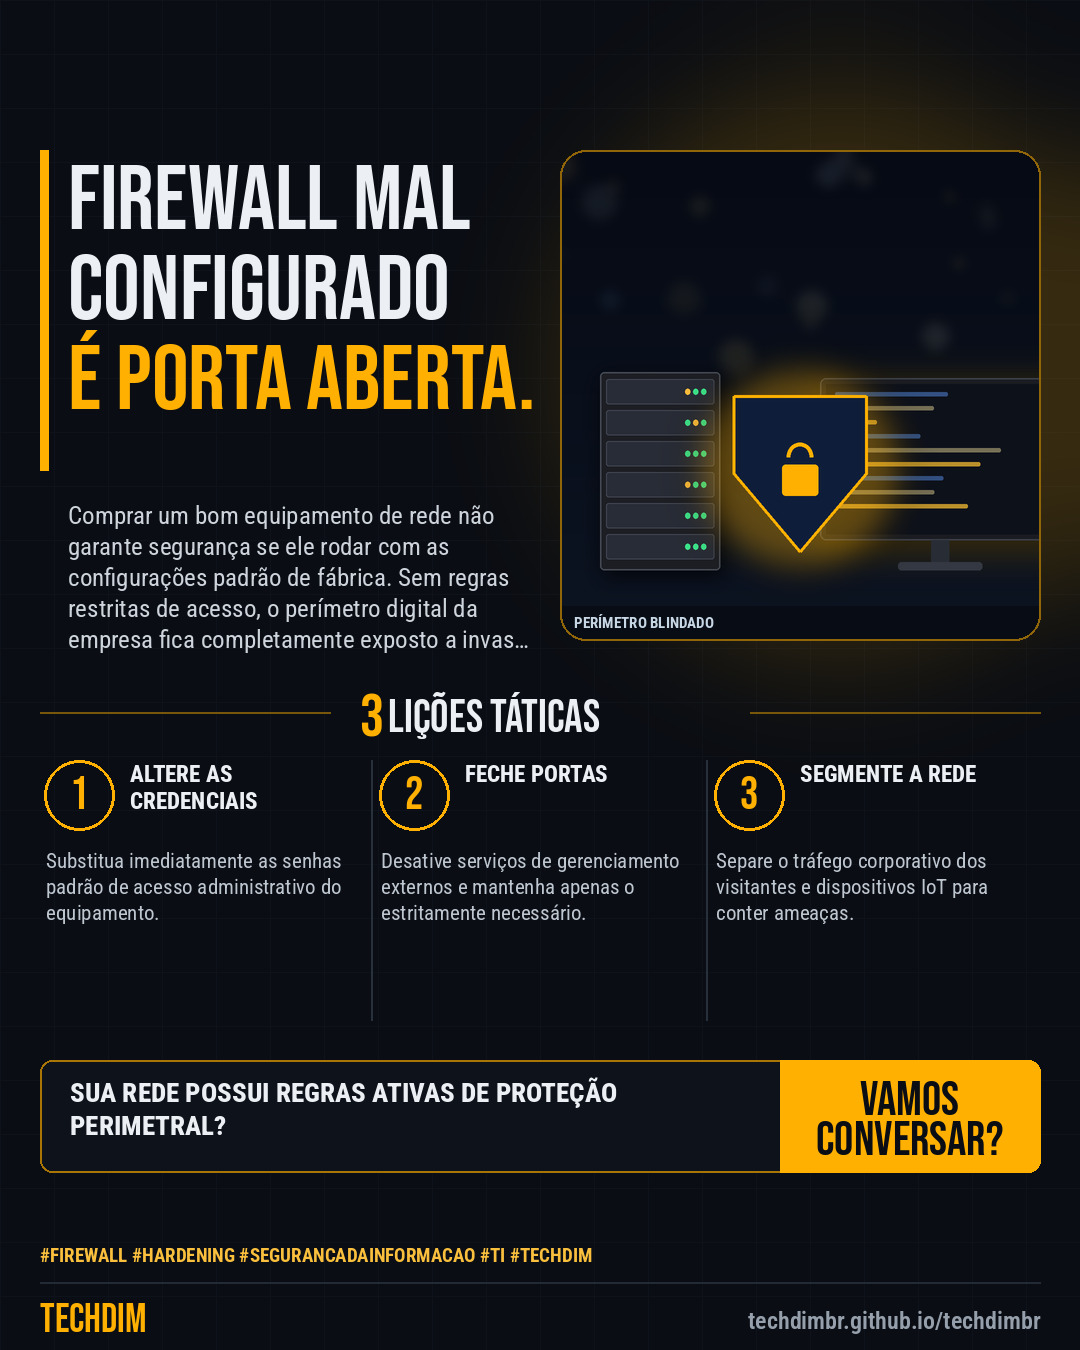 FIREWALL MAL
CONFIGURADO
É PORTA ABERTA.
Comprar um bom equipamento de rede não
garante segurança se ele rodar com as
configurações padrão de fábrica. Sem regras
restritas de acesso, o perímetro digital da
empresa fica completamente exposto a invas…
PERÍMETRO BLINDADO
3 LIÇÕES TÁTICAS
1
ALTERE AS
CREDENCIAIS
Substitua imediatamente as senhas
padrão de acesso administrativo do
equipamento.
2
FECHE PORTAS
Desative serviços de gerenciamento
externos e mantenha apenas o
estritamente necessário.
3
SEGMENTE A REDE
Separe o tráfego corporativo dos
visitantes e dispositivos IoT para
conter ameaças.
SUA REDE POSSUI REGRAS ATIVAS DE PROTEÇÃO
PERIMETRAL?
VAMOS
CONVERSAR?
#FIREWALL #HARDENING #SEGURANCADAINFORMACAO #TI #TECHDIM
TECHDIM
techdimbr.github.io/techdimbr